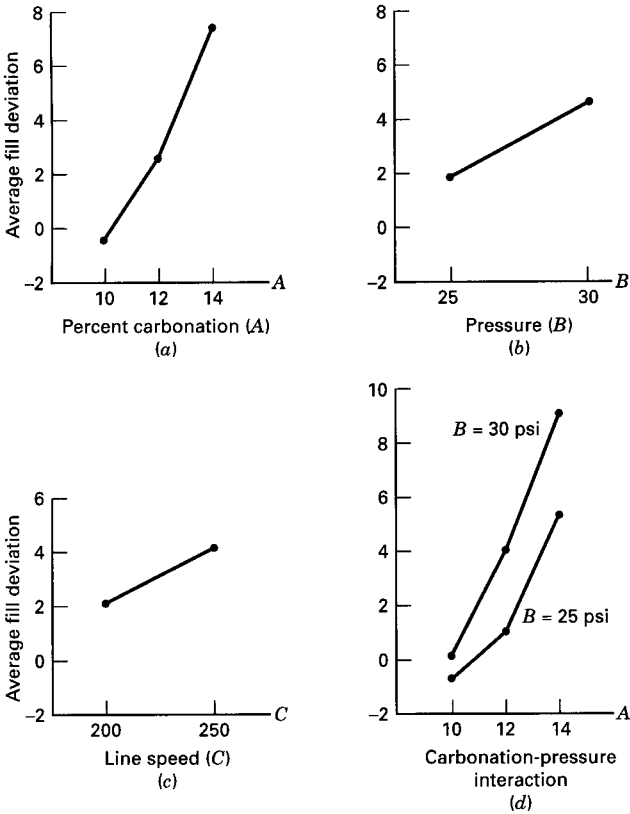 8
6
4
2
0
−2
Average fill deviation
10 12 14
A
Percent carbonation (A)
(a)
8
6
4
2
0
−2
25 30
B
Pressure (B)
(b)
6
4
2
0
−2
Average fill deviation
200 250
C
Line speed (C)
(c)
10
8
6
4
2
0
−2
B = 30 psi
B = 25 psi
10 12 14
A
Carbonation-pressure
interaction
(d)